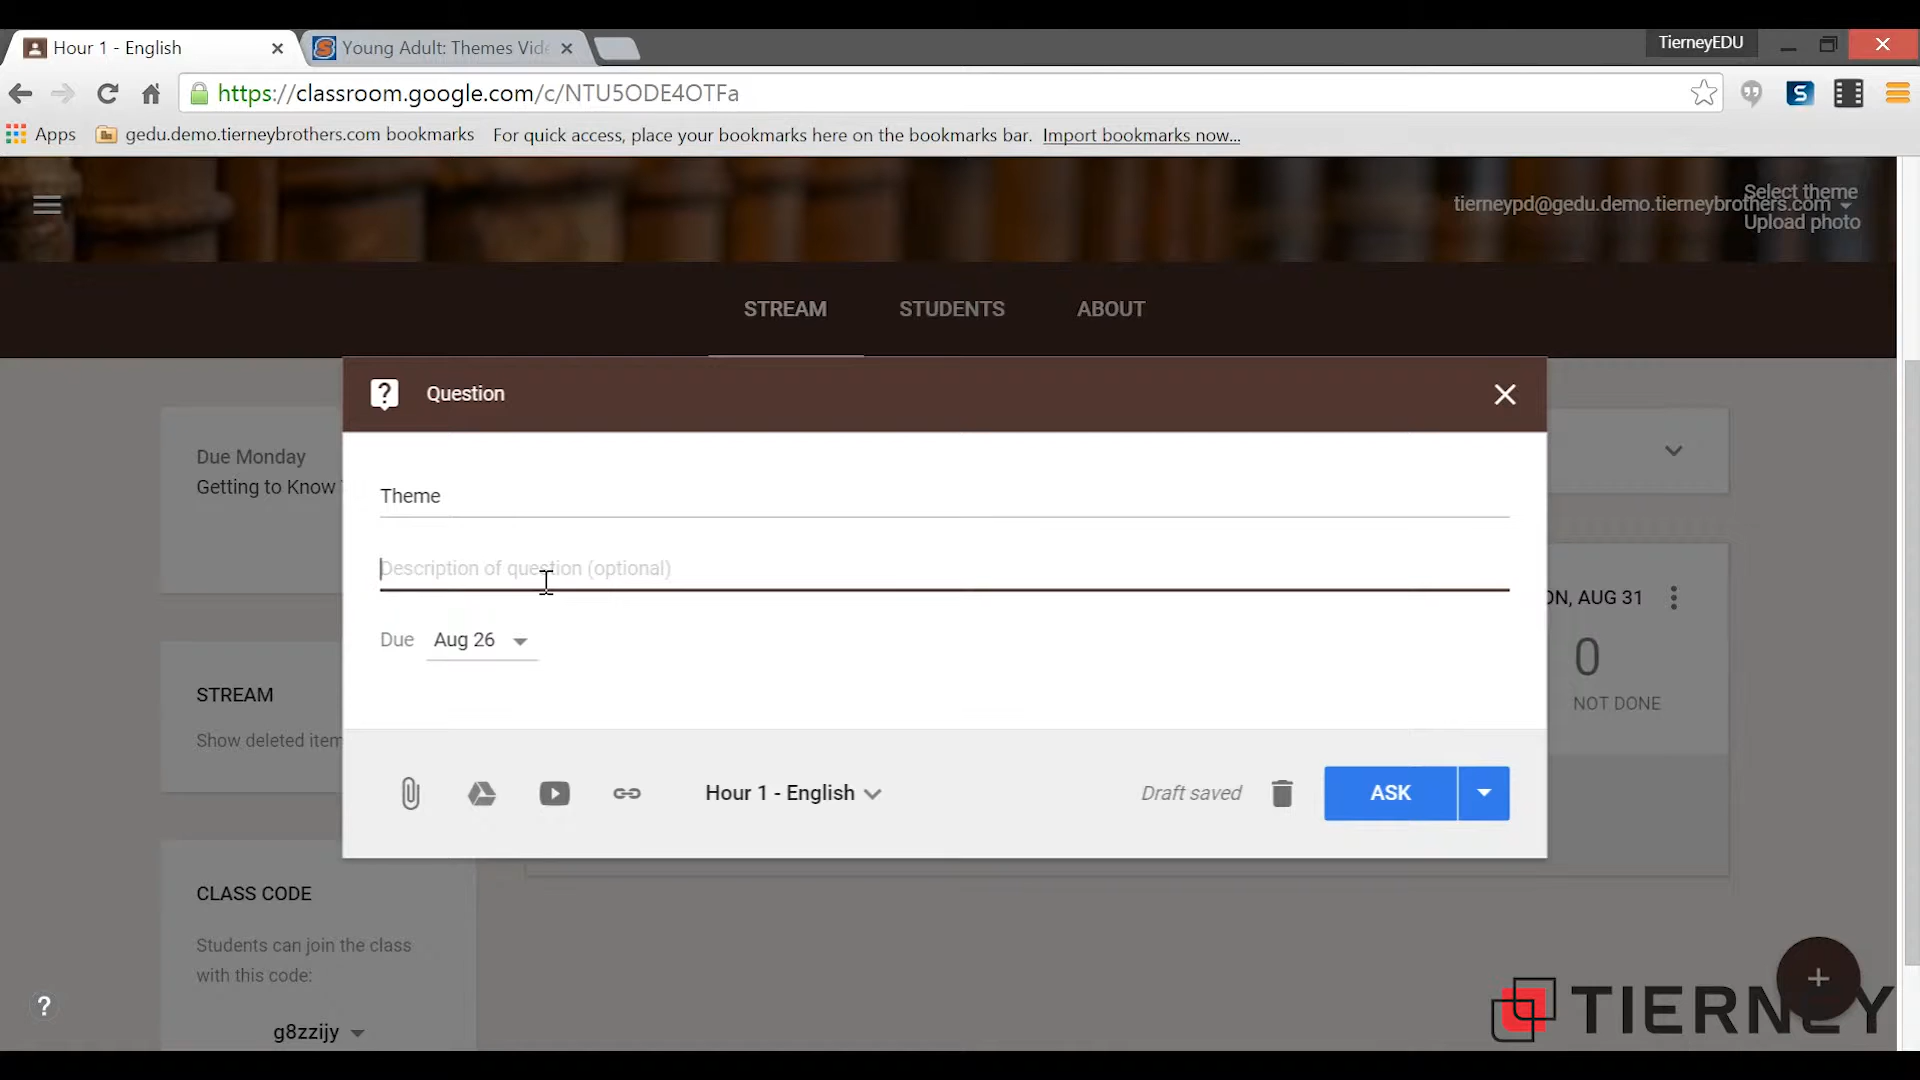 Hour 1 - English
Young Adult: Themes Vide
TierneyEDU
https://classroom.google.com/c/NTU5ODE4OTFa
Apps
gedu.demo.tierneybrothers.com bookmarks
For quick access, place your bookmarks here on the bookmarks bar.
Import bookmarks now...
Select theme
tierneypd@gedu.demo.tierneybrothers.com
Upload photo
STREAM
STUDENTS
ABOUT
Question
Due Monday
Getting to Know
Theme
Description of question (optional)
ON, AUG 31
Due Aug 26
0
NOT DONE
STREAM
Show deleted item
Hour 1 - English
Draft saved
ASK
CLASS CODE
Students can join the class
with this code:
g8zzijy
TIERNEY